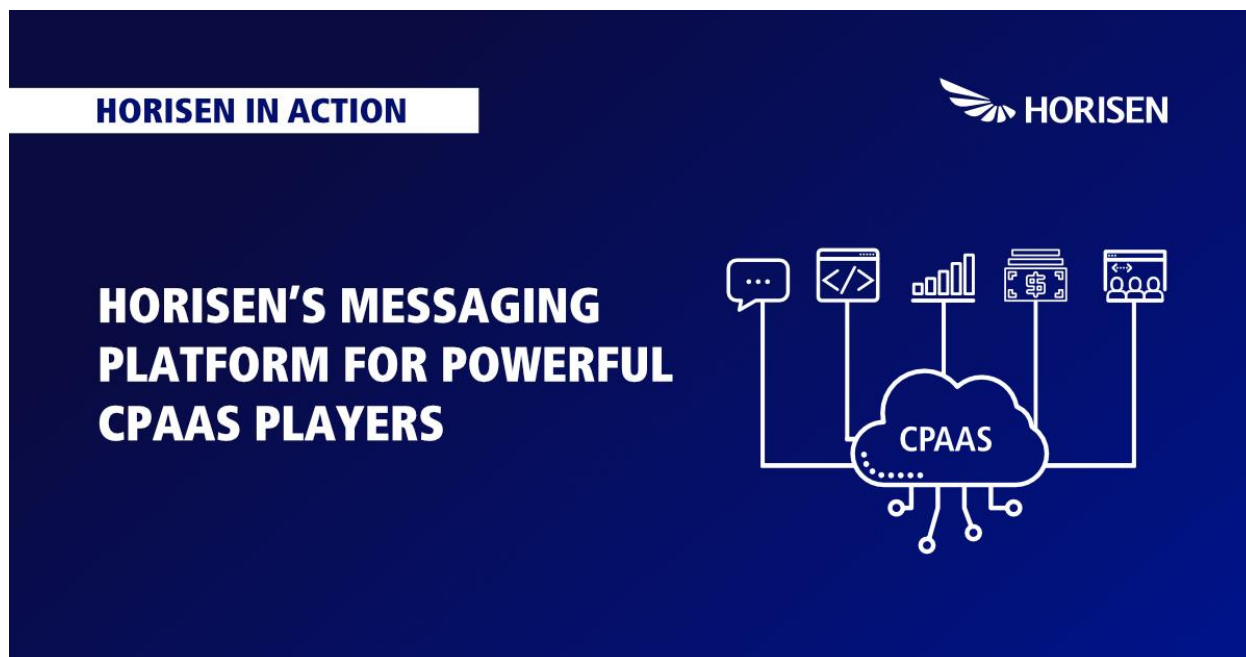 HORISEN IN ACTION
HORISEN
HORISEN’S MESSAGING
PLATFORM FOR POWERFUL
CPAAS PLAYERS
</>
$
CPAAS